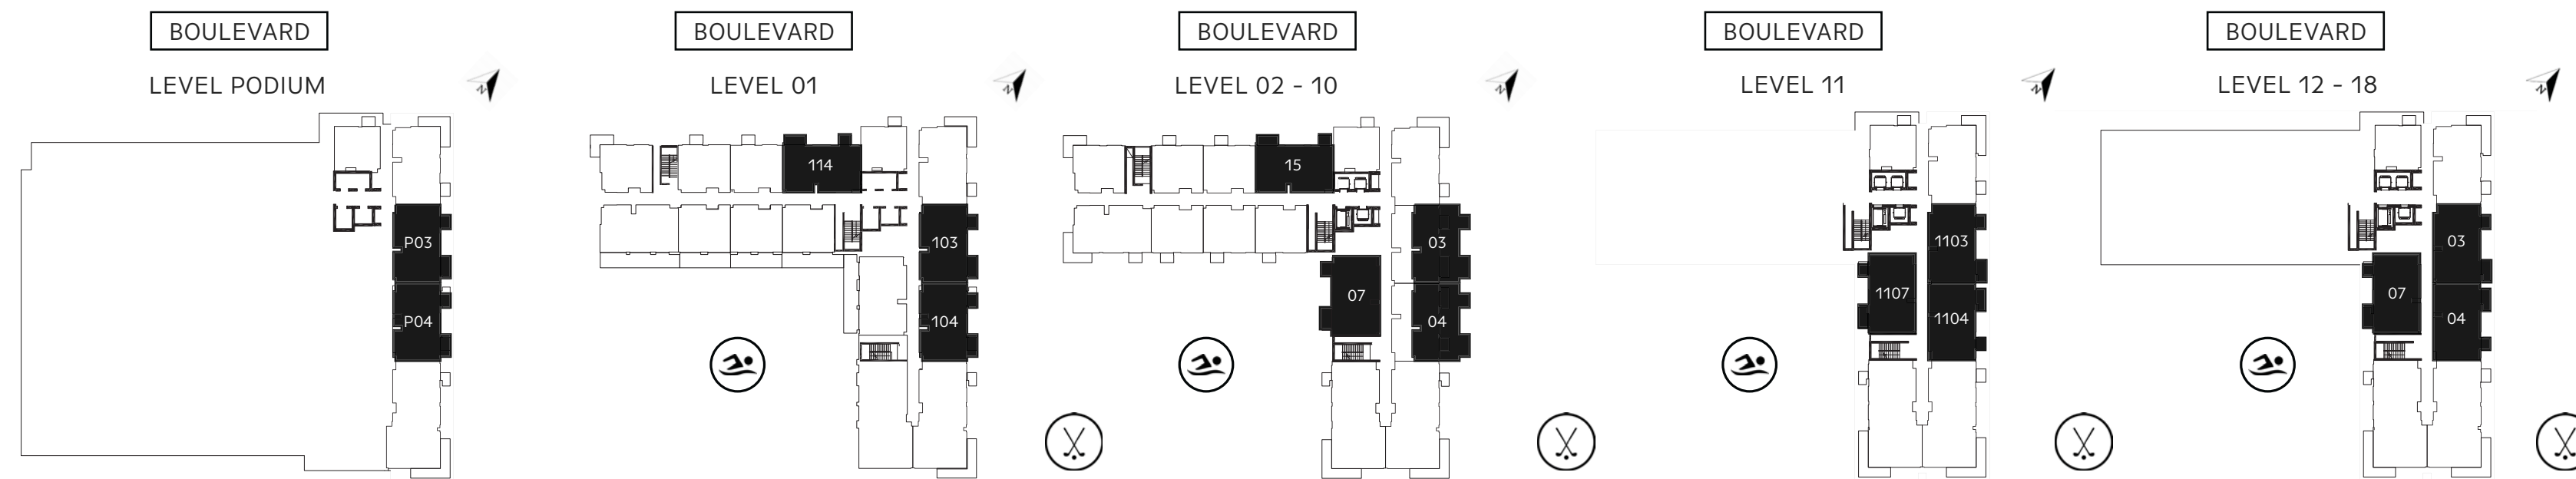 BOULEVARD
LEVEL PODIUM
N
P03
P04
BOULEVARD
LEVEL 01
N
114
103
104
BOULEVARD
LEVEL 02 - 10
N
15
03
07
04
BOULEVARD
LEVEL 11
N
1103
1107
1104
BOULEVARD
LEVEL 12 - 18
N
03
07
04